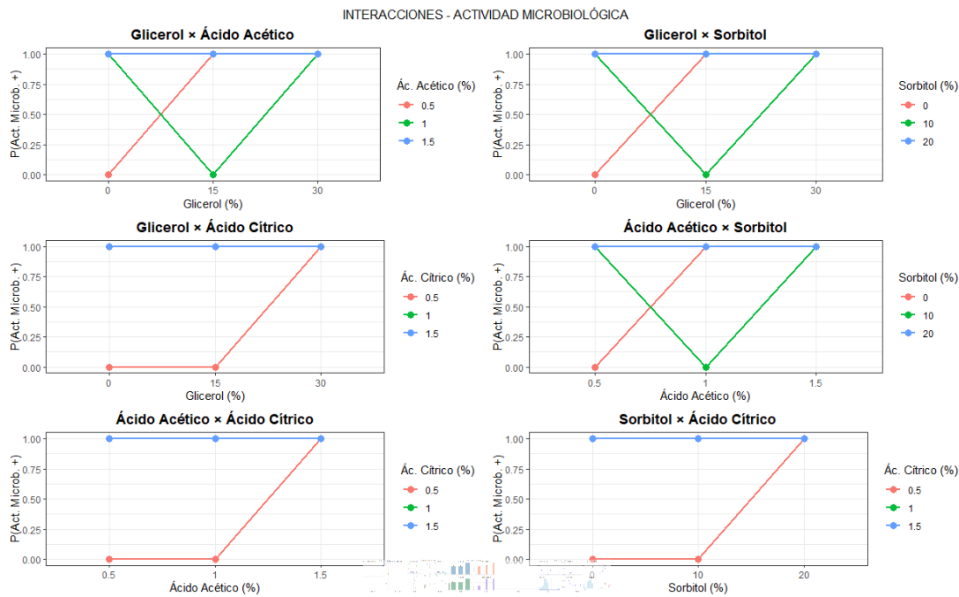 INTERACCIONES - ACTIVIDAD MICROBIOLÓGICA
Glicerol × Ácido Acético
P(Act. Microb. +)
1.00
0.75
0.50
0.25
0.00
0 15 30
Glicerol (%)
Ác. Acético (%)
0.5
1
1.5
Glicerol × Sorbitol
P(Act. Microb. +)
1.00
0.75
0.50
0.25
0.00
0 15 30
Glicerol (%)
Sorbitol (%)
0
10
20
Glicerol × Ácido Cítrico
P(Act. Microb. +)
1.00
0.75
0.50
0.25
0.00
0 15 30
Glicerol (%)
Ác. Cítrico (%)
0.5
1
1.5
Ácido Acético × Sorbitol
P(Act. Microb. +)
1.00
0.75
0.50
0.25
0.00
0.5 1 1.5
Ácido Acético (%)
Sorbitol (%)
0
10
20
Ácido Acético × Ácido Cítrico
P(Act. Microb. +)
1.00
0.75
0.50
0.25
0.00
0.5 1 1.5
Ácido Acético (%)
Ác. Cítrico (%)
0.5
1
1.5
Sorbitol × Ácido Cítrico
P(Act. Microb. +)
1.00
0.75
0.50
0.25
0.00
0 10 20
Sorbitol (%)
Ác. Cítrico (%)
0.5
1
1.5